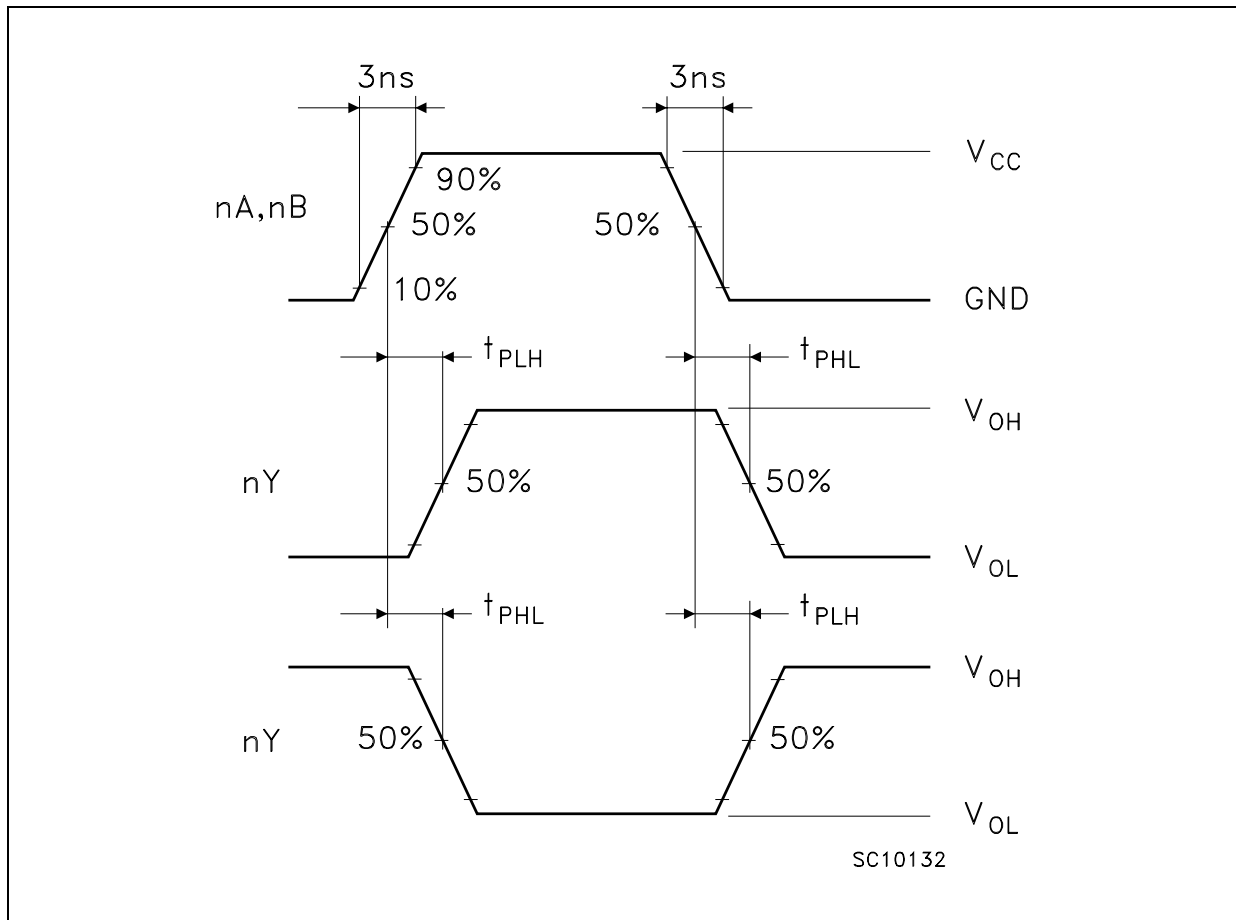 3ns 3ns
V_CC
90%
nA,nB 50% 50%
10% GND
t_PLH t_PHL
V_OH
nY 50% 50%
V_OL
t_PHL t_PLH
V_OH
nY 50% 50%
V_OL
SC10132